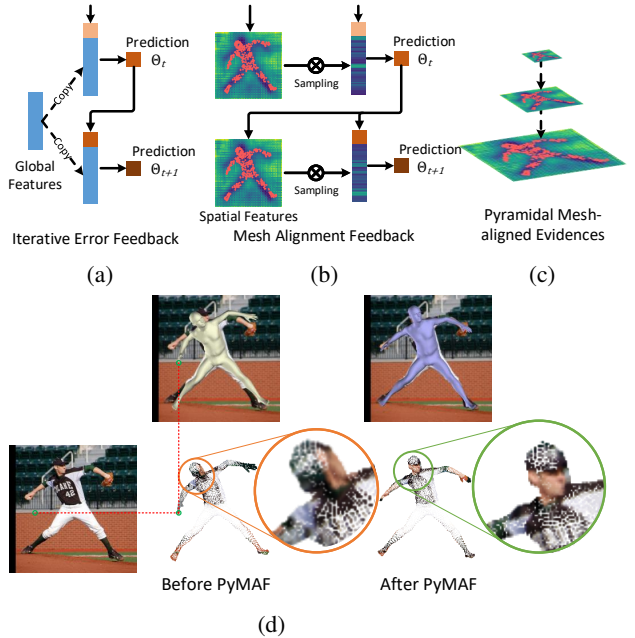 Prediction
Θt
Copy
Copy
Global
Features
Prediction
Θt+1
Iterative Error Feedback
(a)
Prediction
Θt
Sampling
Prediction
Θt+1
Sampling
Spatial Features
Mesh Alignment Feedback
(b)
Pyramidal Mesh-
aligned Evidences
(c)
42
Before PyMAF
After PyMAF
(d)